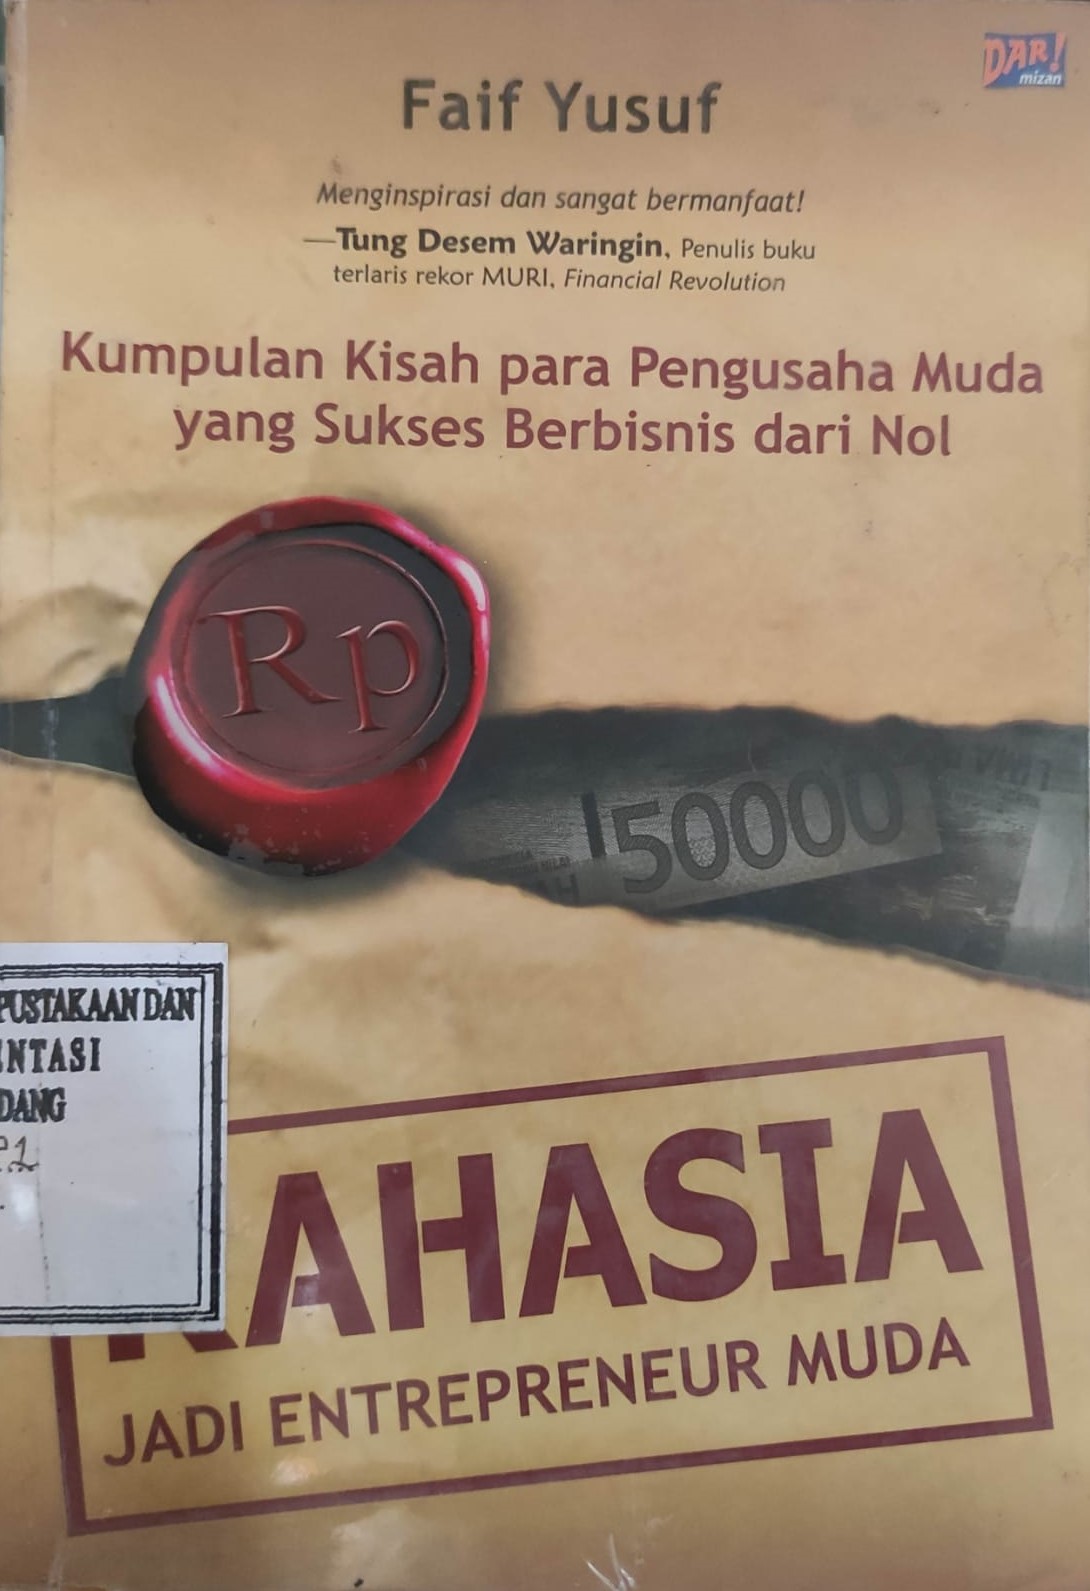 DAR!
mizan
Faif Yusuf
Menginspirasi dan sangat bermanfaat!
—Tung Desem Waringin, Penulis buku
terlaris rekor MURI, Financial Revolution
Kumpulan Kisah para Pengusaha Muda
yang Sukses Berbisnis dari Nol
Rp
50000
PUSTAKAAN DAN
NTASI
DANG
RAHASIA
JADI ENTREPRENEUR MUDA